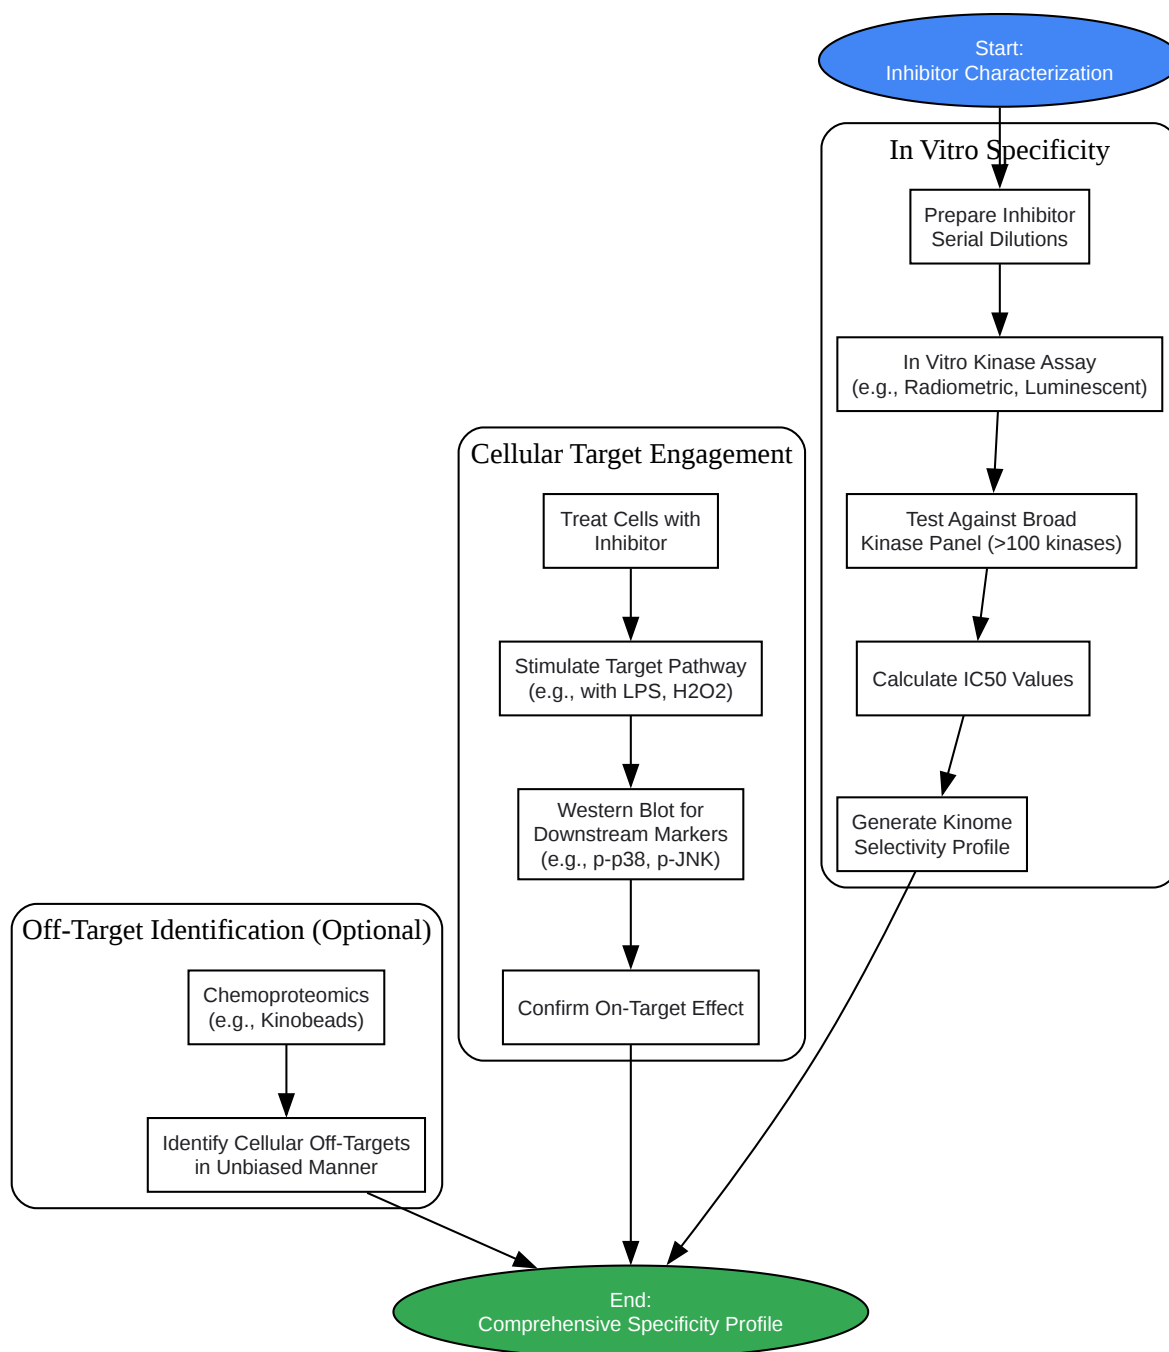 Start:
Inhibitor Characterization
In Vitro Specificity
Prepare Inhibitor
Serial Dilutions
In Vitro Kinase Assay
(e.g., Radiometric, Luminescent)
Test Against Broad
Kinase Panel (>100 kinases)
Calculate IC50 Values
Generate Kinome
Selectivity Profile
Cellular Target Engagement
Treat Cells with
Inhibitor
Stimulate Target Pathway
(e.g., with LPS, H2O2)
Western Blot for
Downstream Markers
(e.g., p-p38, p-JNK)
Confirm On-Target Effect
Off-Target Identification (Optional)
Chemoproteomics
(e.g., Kinobeads)
Identify Cellular Off-Targets
in Unbiased Manner
End:
Comprehensive Specificity Profile